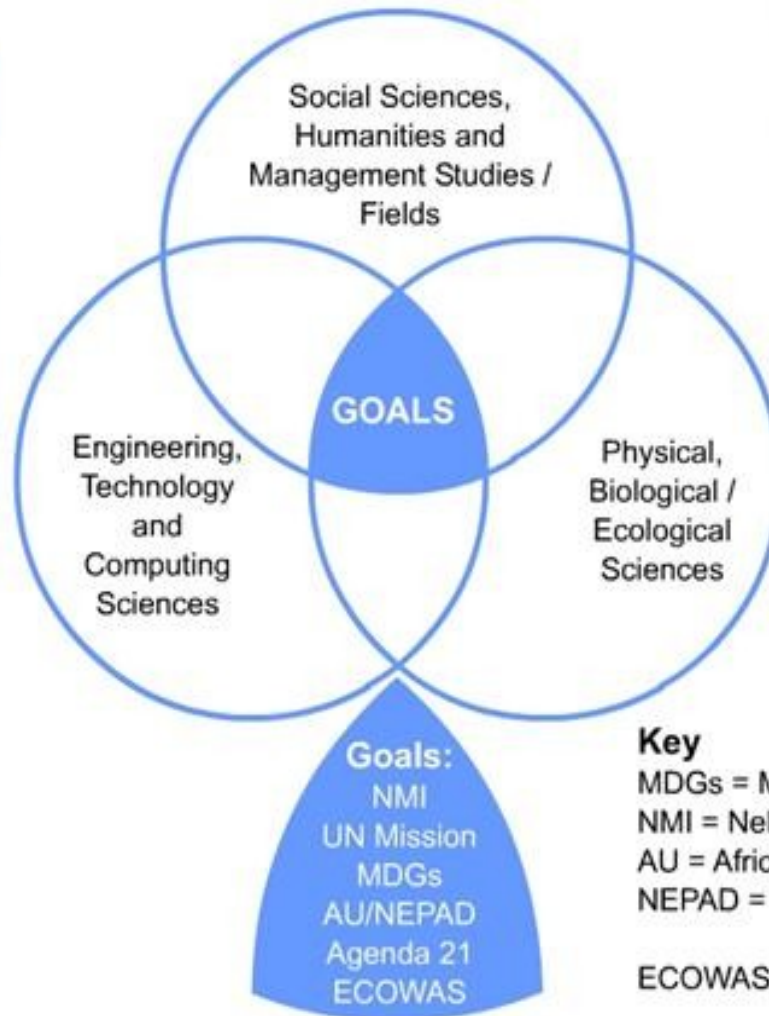 Social Sciences,
Humanities and
Management Studies /
Fields
GOALS
Engineering,
Technology
and
Computing
Sciences
Physical,
Biological /
Ecological
Sciences
Goals:
NMI
UN Mission
MDGs
AU/NEPAD
Agenda 21
ECOWAS
Key
MDGs =
NMI =
AU =
NEPAD =
ECOWAS